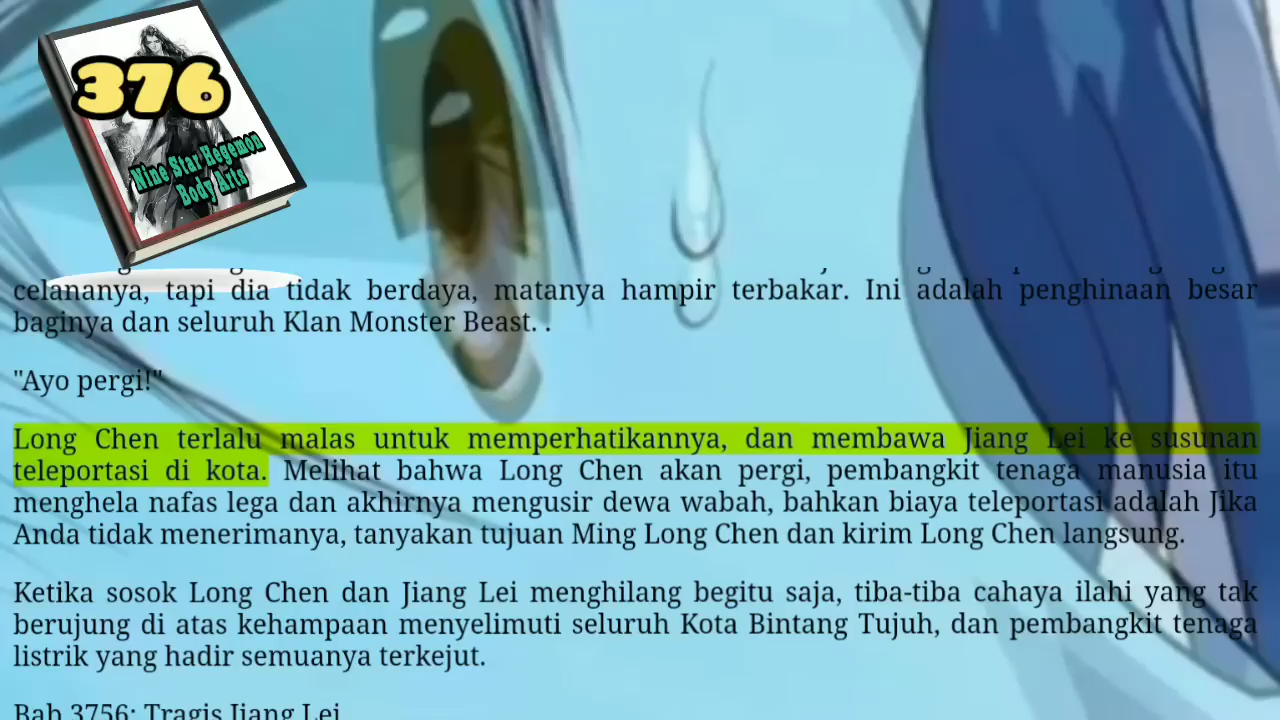 376
Nine Star Hegemon
Body Arts
celananya, tapi dia tidak berdaya, matanya hampir terbakar. Ini adalah penghinaan besar
baginya dan seluruh Klan Monster Beast. .
"Ayo pergi!"
Long Chen terlalu malas untuk memperhatikannya, dan membawa Jiang Lei ke susunan
teleportasi di kota. Melihat bahwa Long Chen akan pergi, pembangkit tenaga manusia itu
menghela nafas lega dan akhirnya mengusir dewa wabah, bahkan biaya teleportasi adalah Jika
Anda tidak menerimanya, tanyakan tujuan Ming Long Chen dan kirim Long Chen langsung.
Ketika sosok Long Chen dan Jiang Lei menghilang begitu saja, tiba-tiba cahaya ilahi yang tak
berujung di atas kehampaan menyelimuti seluruh Kota Bintang Tujuh, dan pembangkit tenaga
listrik yang hadir semuanya terkejut.
Bab 3756: Tragis Jiang Lei